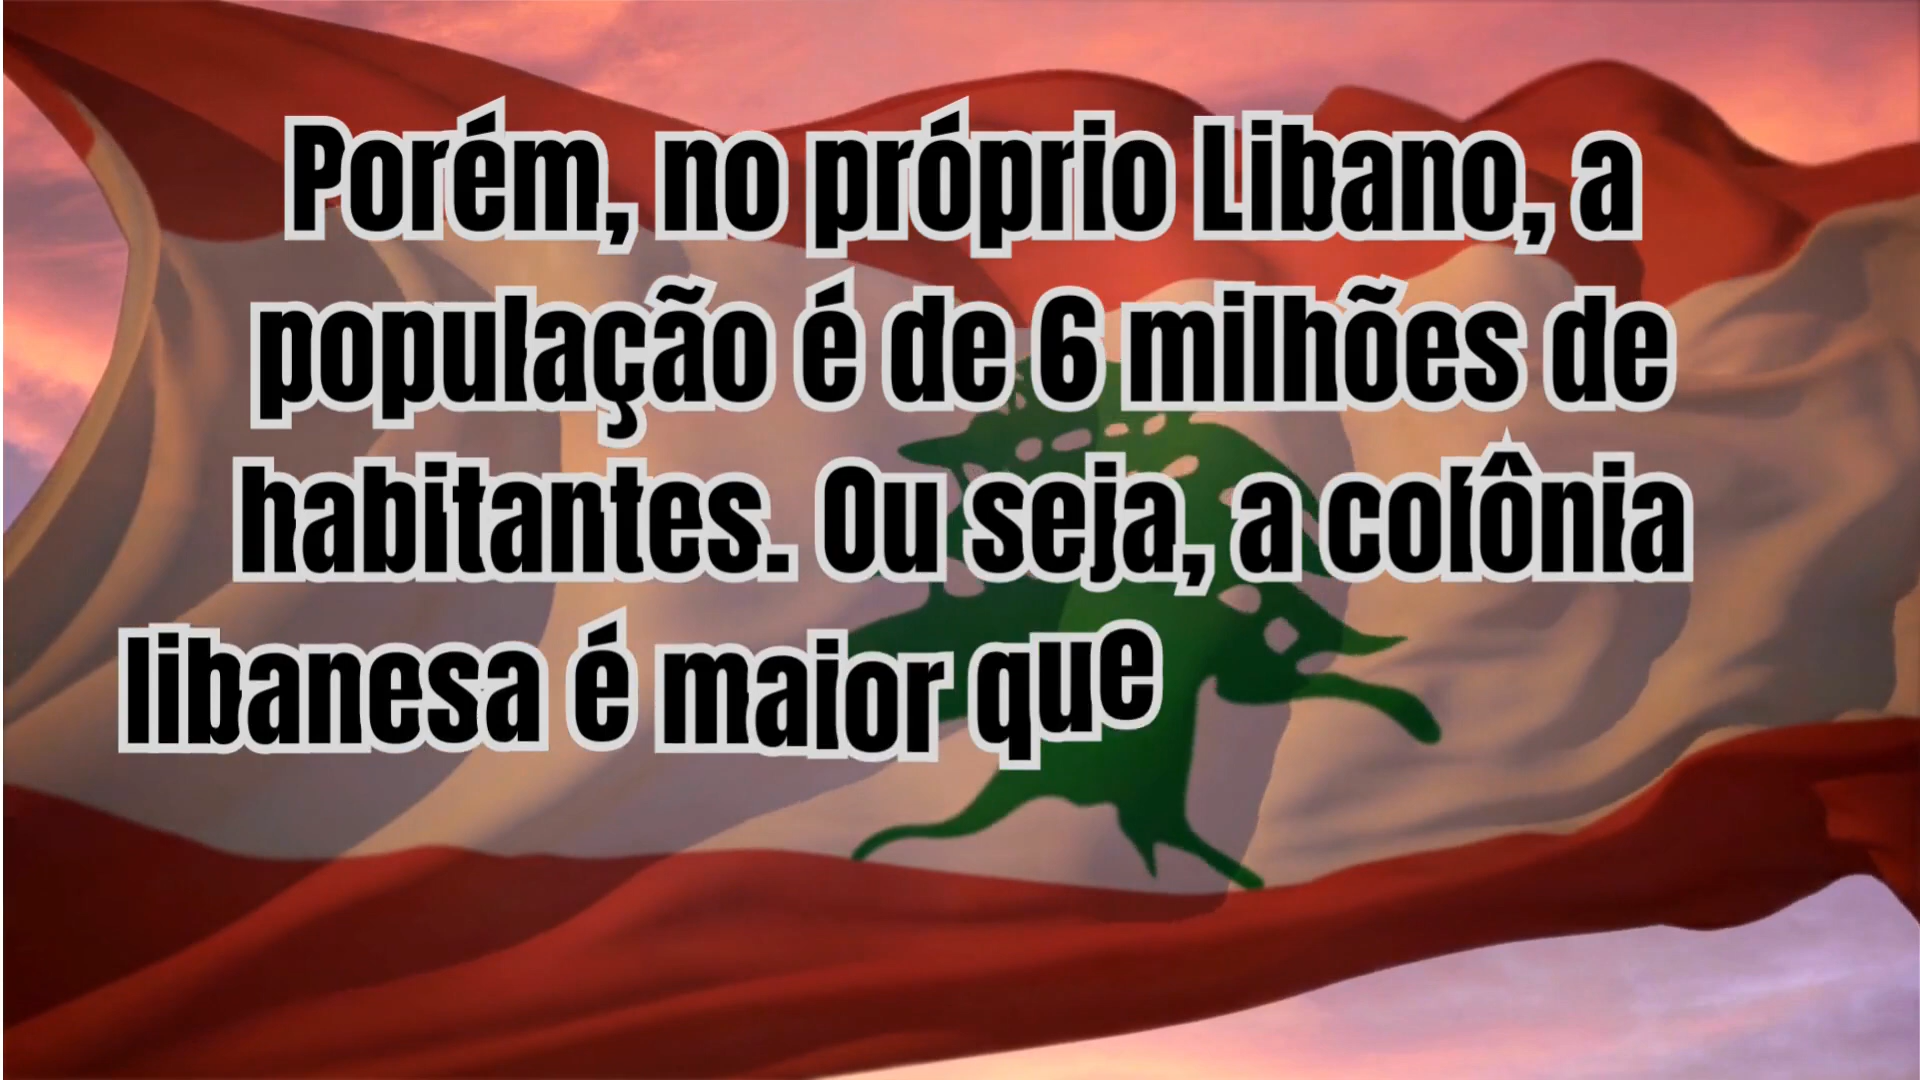 Porém, no próprio Libano, a
população é de 6 milhões de
habitantes. Ou seja, a colônia
libanesa é maior que